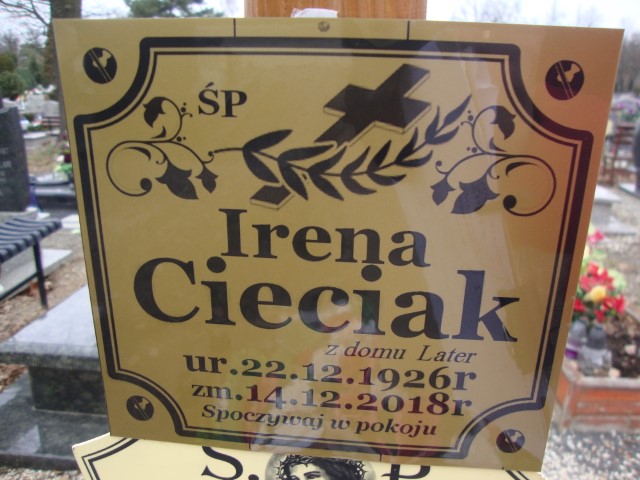 ŚP
Irena
Cieciak
z domu Later
ur.22.12.1926r
zm.14.12.2018r
Spoczywaj w pokoju
Ś. P